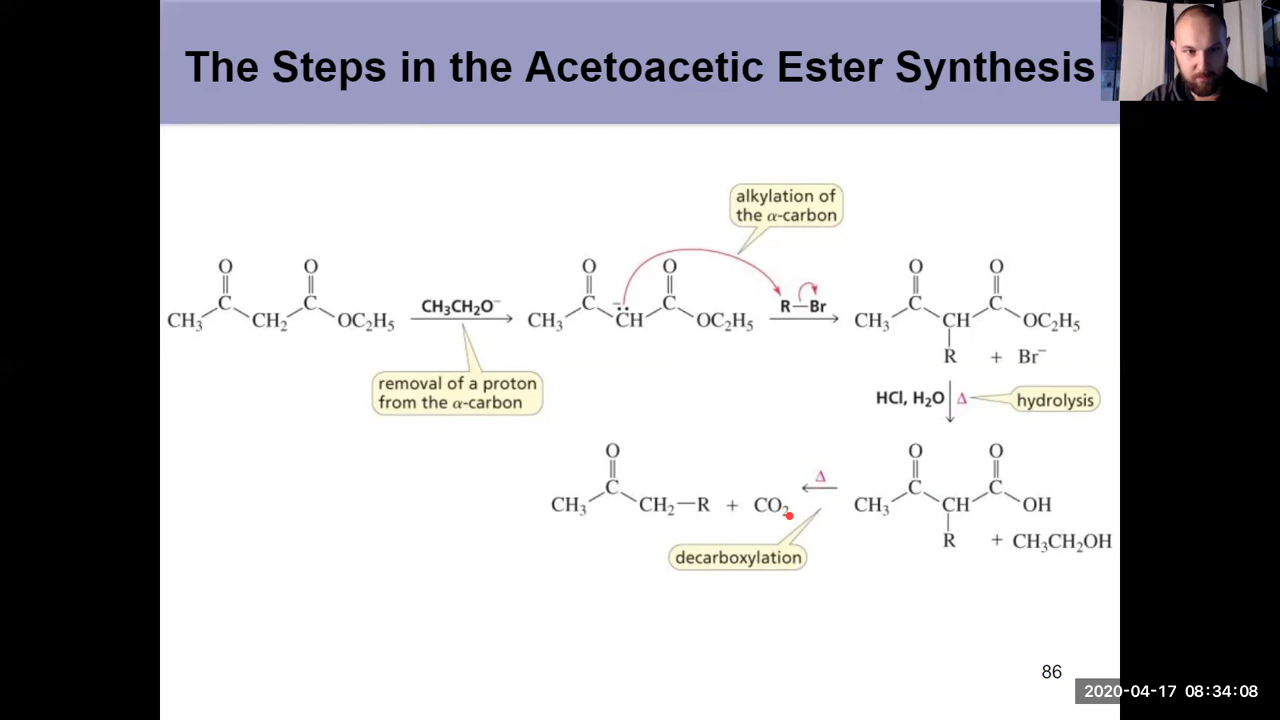 The Steps in the Acetoacetic Ester Synthesis
alkylation of
the α-carbon
O O O O O O
CH₃ C CH₂ C OC₂H₅ CH₃CH₂O⁻ CH₃ C CH C OC₂H₅ R—Br CH₃ C CH C OC₂H₅
R + Br⁻
removal of a proton
from the α-carbon
HCl, H₂O Δ hydrolysis
O O O
CH₃ C CH₂—R + CO₂ Δ CH₃ C CH C OH
R + CH₃CH₂OH
decarboxylation
86
2020-04-17 08:34:08